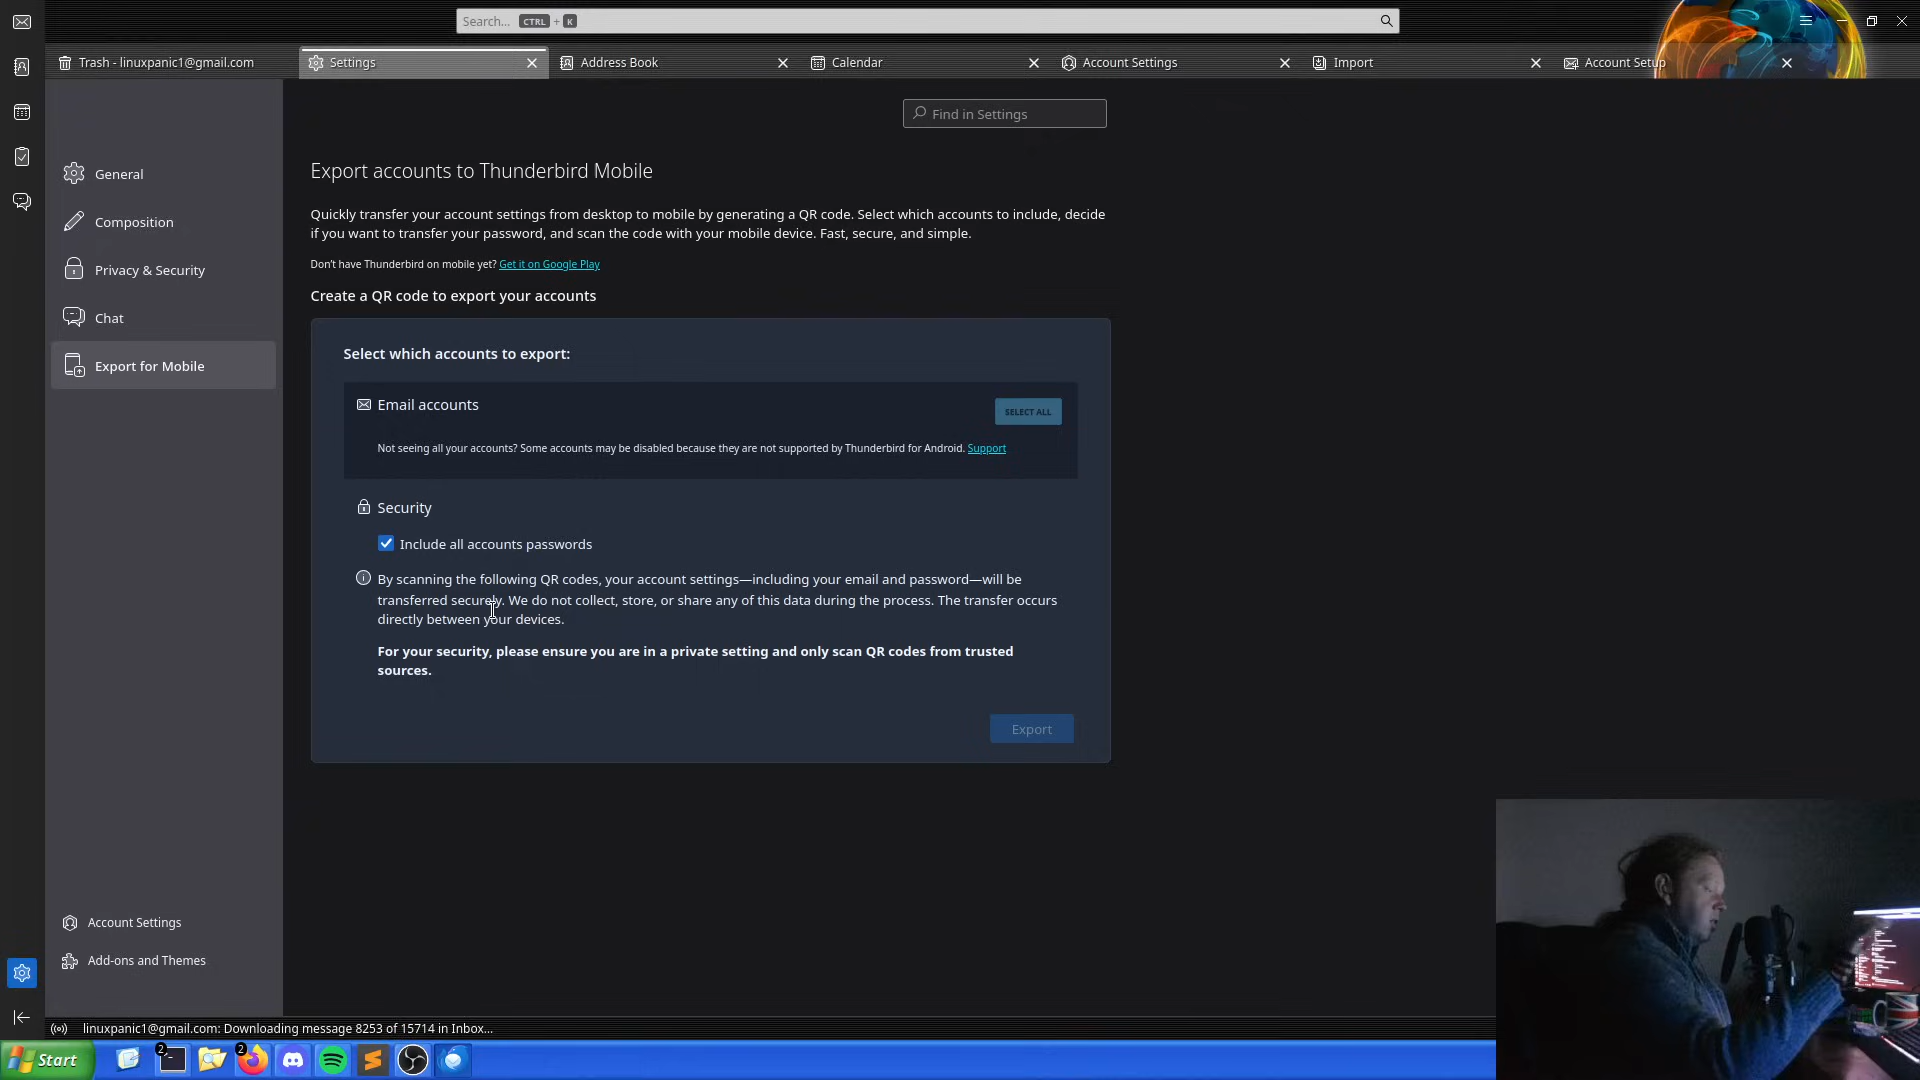 Search... CTRL + K
Trash - linuxpanic1@gmail.com
Settings
Address Book
Calendar
Account Settings
Import
Account Setup
Find in Settings
General
Composition
Privacy & Security
Chat
Export for Mobile
Export accounts to Thunderbird Mobile
Quickly transfer your account settings from desktop to mobile by generating a QR code. Select which accounts to include, decide
if you want to transfer your password, and scan the code with your mobile device. Fast, secure, and simple.
Don't have Thunderbird on mobile yet? Get it on Google Play
Create a QR code to export your accounts
Select which accounts to export:
Email accounts
SELECT ALL
Not seeing all your accounts? Some accounts may be disabled because they are not supported by Thunderbird for Android. Support
Security
Include all accounts passwords
By scanning the following QR codes, your account settings—including your email and password—will be
transferred securely. We do not collect, store, or share any of this data during the process. The transfer occurs
directly between your devices.
For your security, please ensure you are in a private setting and only scan QR codes from trusted
sources.
Export
Account Settings
Add-ons and Themes
linuxpanic1@gmail.com: Downloading message 8253 of 15714 in Inbox...
Start
2
2